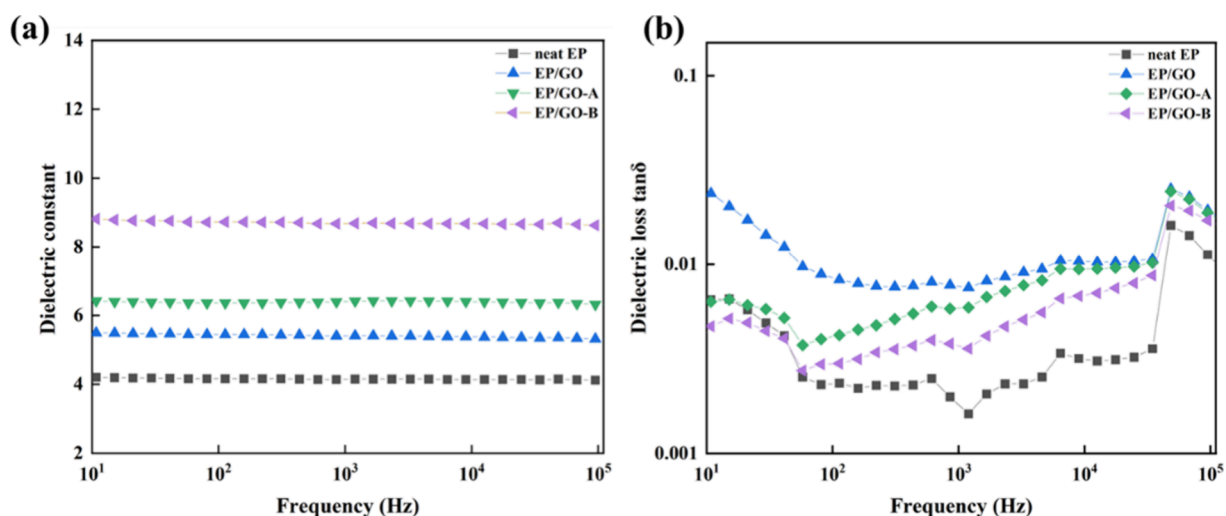 (a)
14
12
10
8
6
4
2
Dielectric constant
neat EP
EP/GO
EP/GO-A
EP/GO-B
10¹ 10² 10³ 10⁴ 10⁵
Frequency (Hz)
(b)
0.1
0.01
0.001
Dielectric loss tanδ
neat EP
EP/GO
EP/GO-A
EP/GO-B
10¹ 10² 10³ 10⁴ 10⁵
Frequency (Hz)